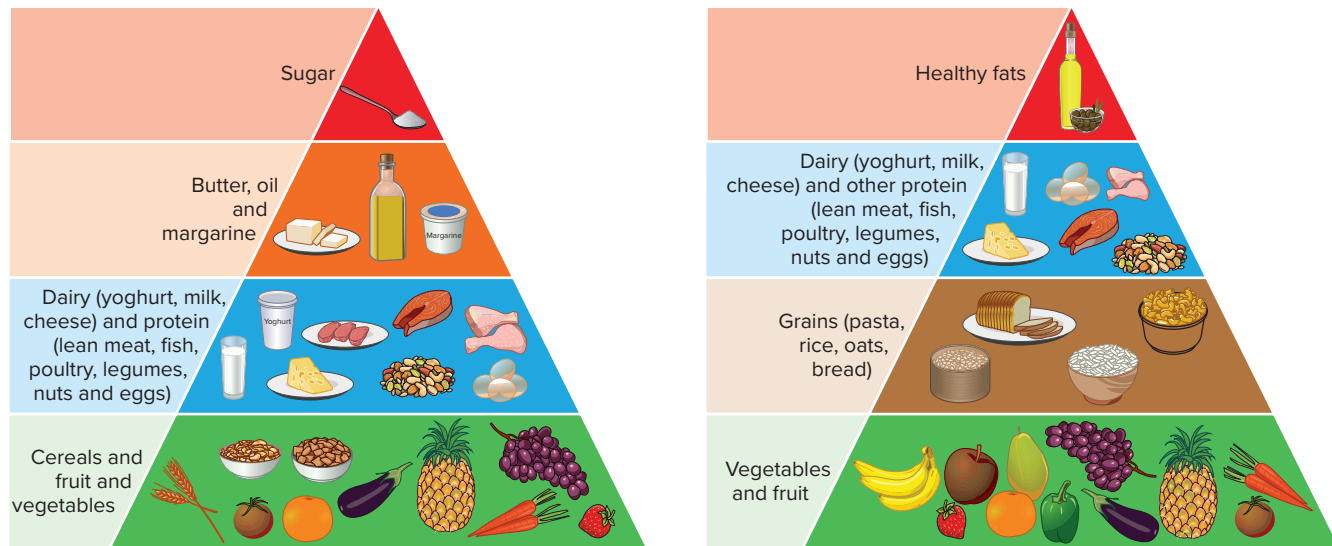 Sugar
Butter, oil
and
margarine
Margarine
Dairy (yoghurt, milk,
cheese) and protein
(lean meat, fish,
poultry, legumes,
nuts and eggs)
Yoghurt
Cereals and
fruit and
vegetables
Healthy fats
Dairy (yoghurt, milk,
cheese) and other protein
(lean meat, fish,
poultry, legumes,
nuts and eggs)
Grains (pasta,
rice, oats,
bread)
Vegetables
and fruit